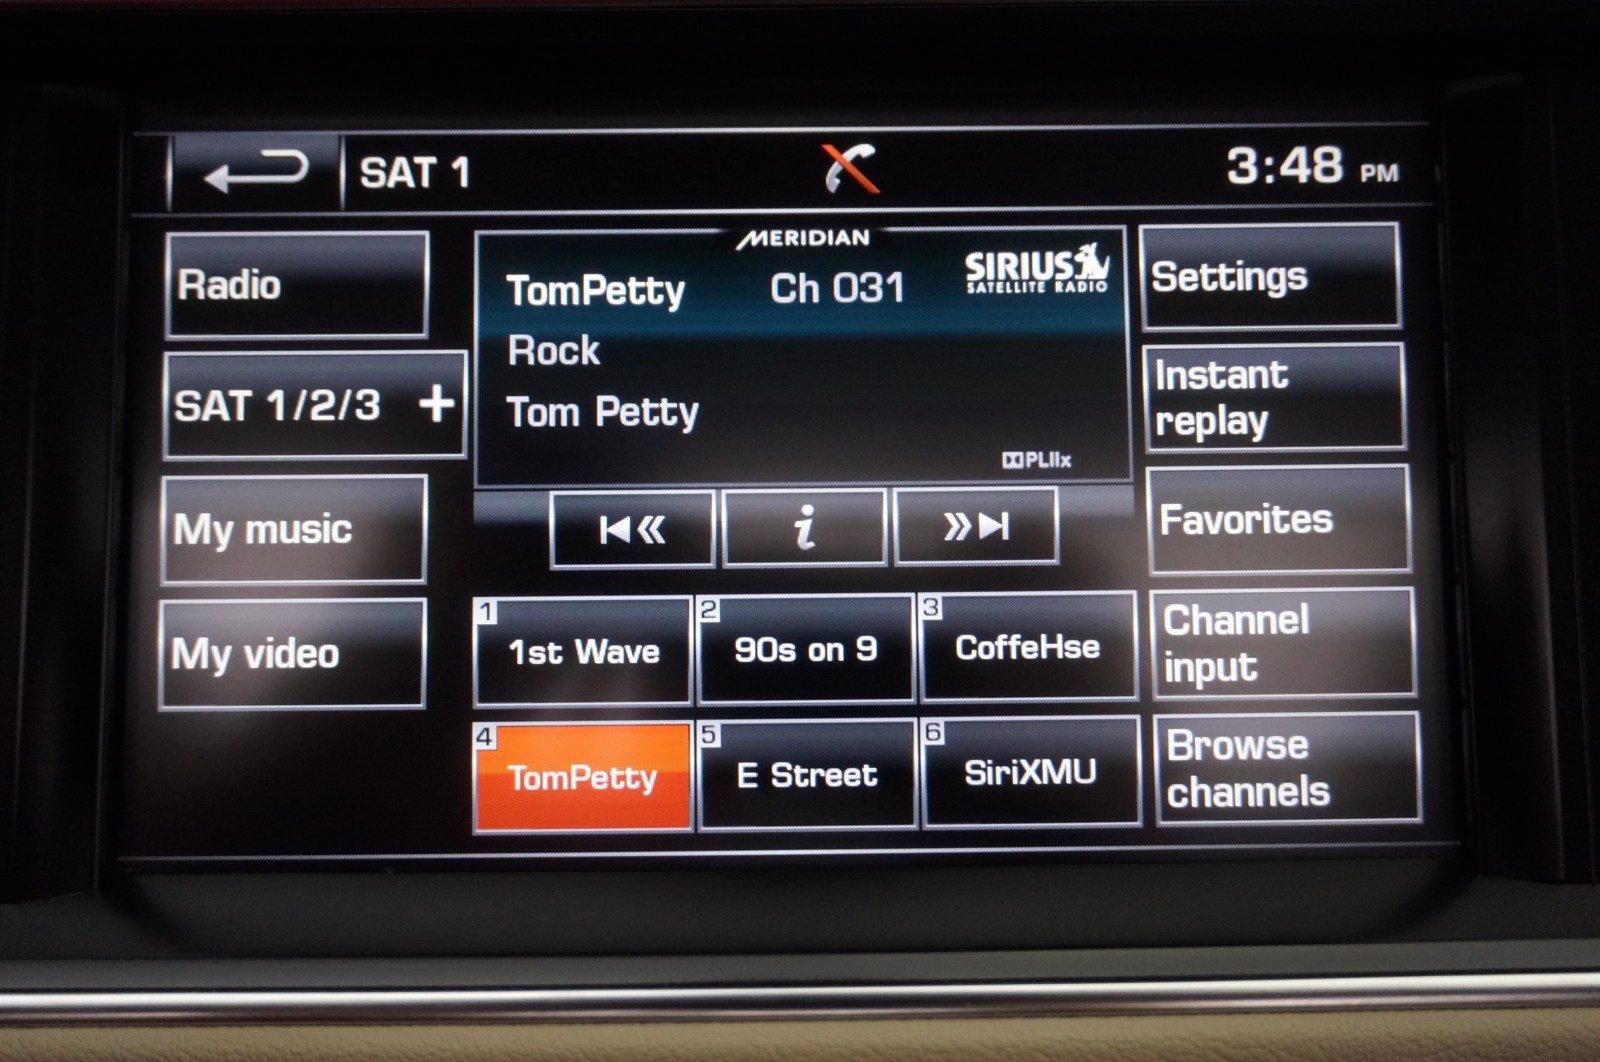 SAT 1
3:48 PM
Radio
SAT 1/2/3 +
My music
My video
MERIDIAN
TomPetty Ch 031
SIRIUS
SATELLITE RADIO
Rock
Tom Petty
PLIIx
i
1
1st Wave
2
90s on 9
3
CoffeHse
4
TomPetty
5
E Street
6
SiriXMU
Settings
Instant
replay
Favorites
Channel
input
Browse
channels